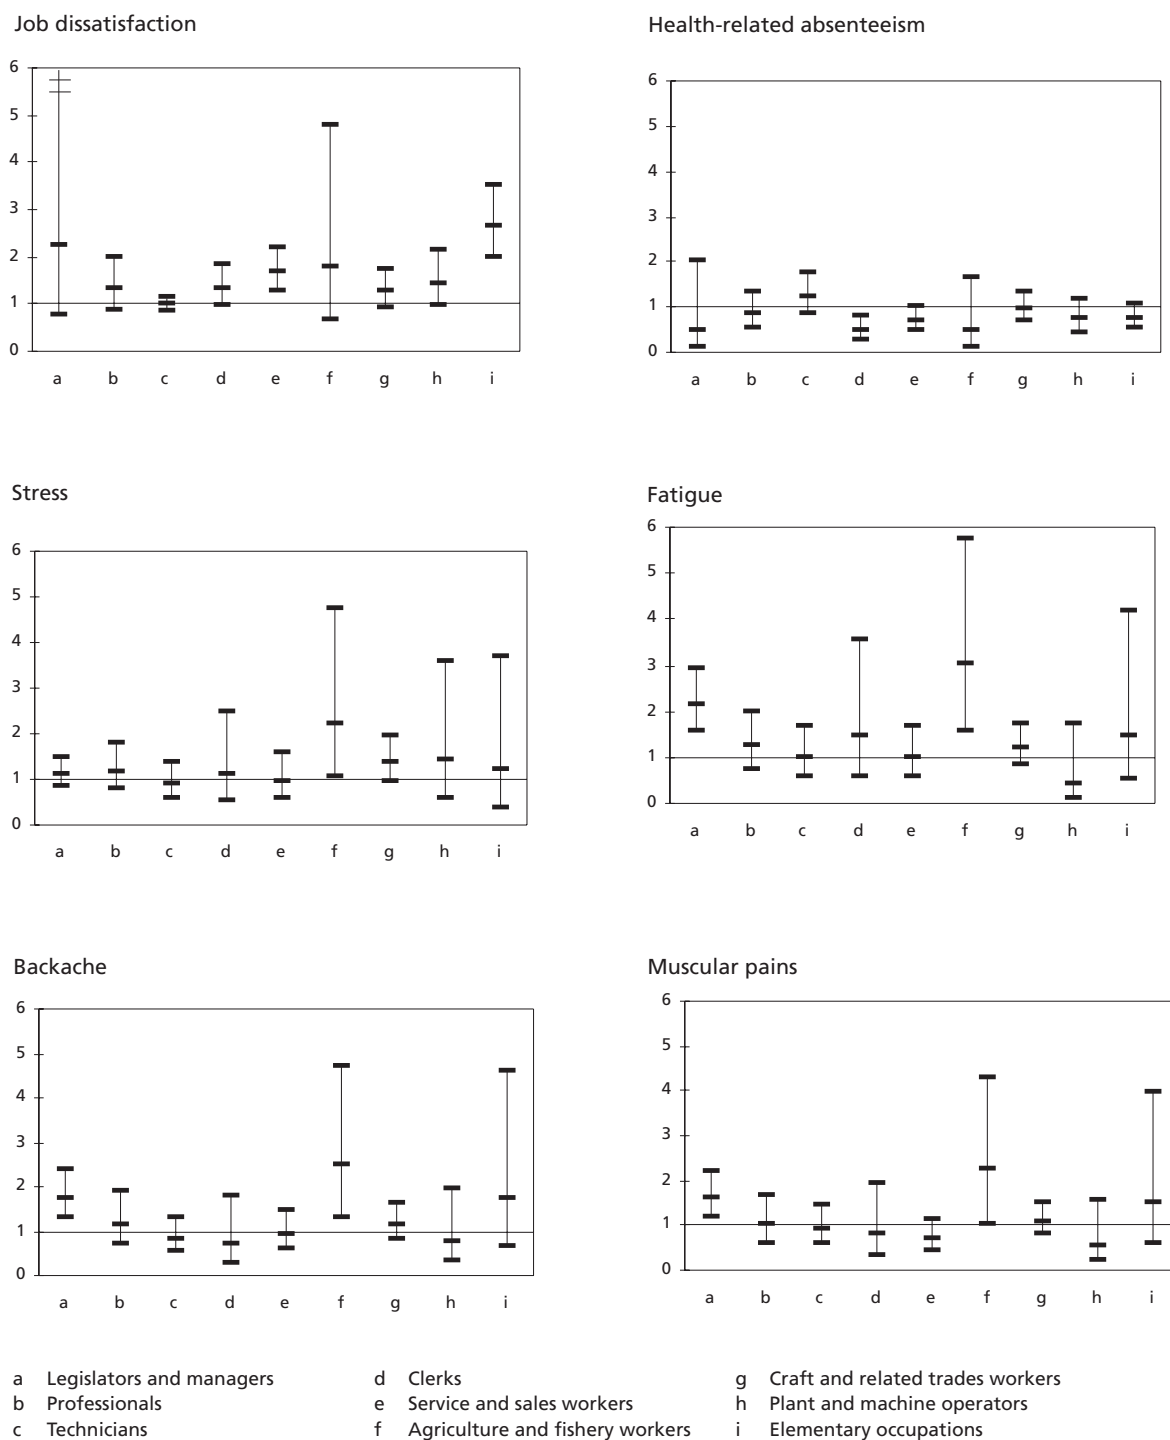 Job dissatisfaction
6
5
4
3
2
1
0
a b c d e f g h i
Health-related absenteeism
6
5
4
3
2
1
0
a b c d e f g h i
Stress
6
5
4
3
2
1
0
a b c d e f g h i
Fatigue
6
5
4
3
2
1
0
a b c d e f g h i
Backache
6
5
4
3
2
1
0
a b c d e f g h i
Muscular pains
6
5
4
3
2
1
0
a b c d e f g h i
a Legislators and managers
b Professionals
c Technicians
d Clerks
e Service and sales workers
f Agriculture and fishery workers
g Craft and related trades workers
h Plant and machine operators
i Elementary occupations